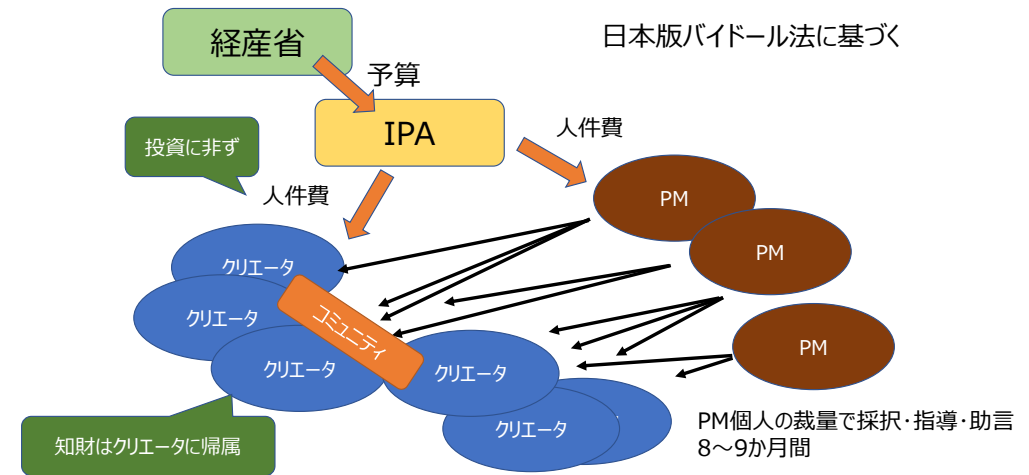 経産省
日本版バイドール法に基づく
予算
IPA
人件費
投資に非ず
人件費
PM
PM
PM
クリエータ
クリエータ
コミュニティ
クリエータ
クリエータ
クリエータ
知財はクリエータに帰属
PM個人の裁量で採択・指導・助言
8～9か月間